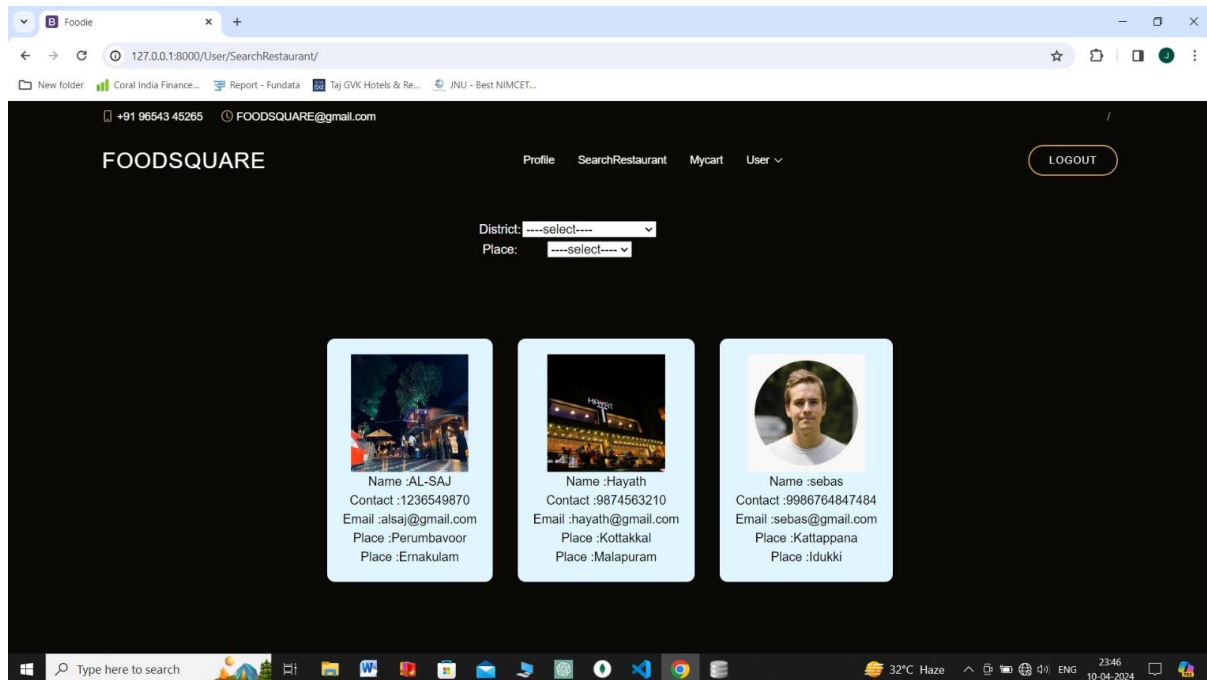 Foodie
127.0.0.1:8000/User/SearchRestaurant/
J
New folder Coral India Finance... Report - Fundata Taj GVK Hotels & Re... JNU - Best NIMCET...
+91 96543 45265 FOODSQUARE@gmail.com /
FOODSQUARE Profile SearchRestaurant Mycart User LOGOUT
District: ----select----
Place: ----select----
HAYAT
Name :AL-SAJ
Contact :1236549870
Email :alsaj@gmail.com
Place :Perumbavoor
Place :Ernakulam
Name :Hayath
Contact :9874563210
Email :hayath@gmail.com
Place :Kottakkal
Place :Malapuram
Name :sebas
Contact :9986764847484
Email :sebas@gmail.com
Place :Kattappana
Place :Idukki
Type here to search 32°C Haze ENG 23:46
10-04-2024